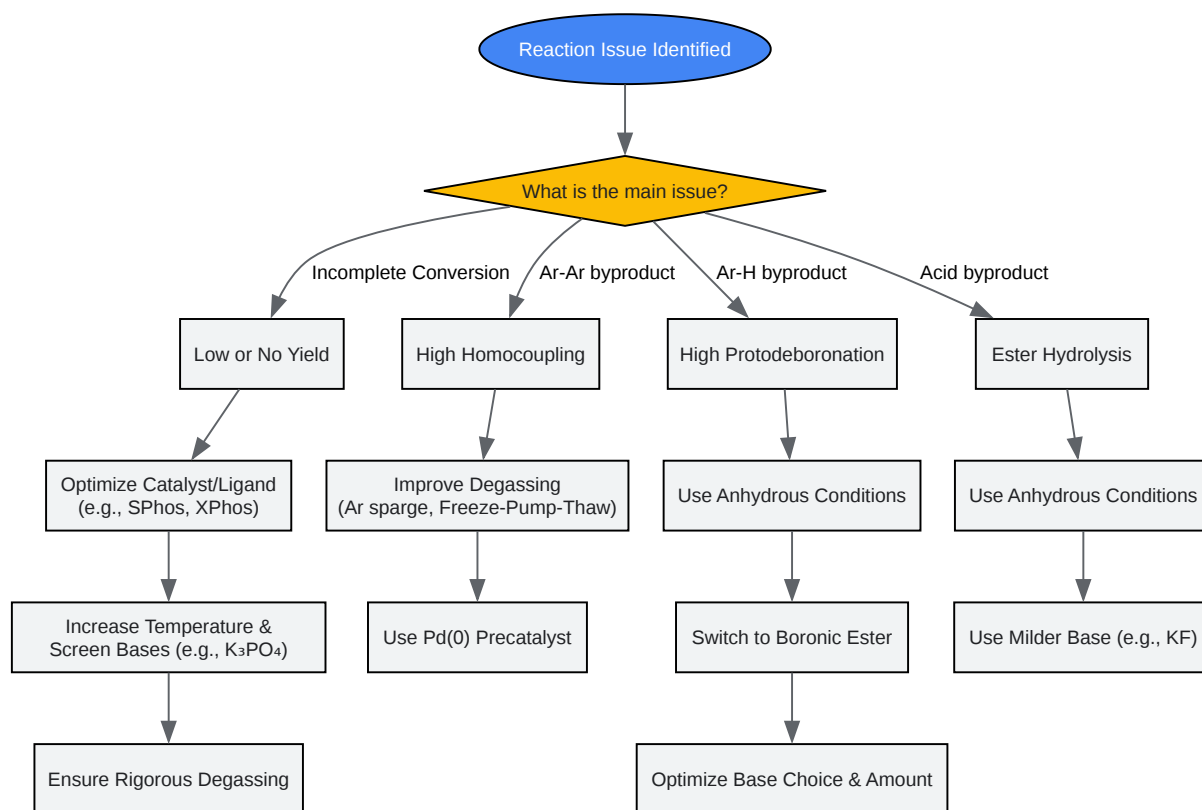 Reaction Issue Identified
What is the main issue?
Incomplete Conversion
Ar-Ar byproduct
Ar-H byproduct
Acid byproduct
Low or No Yield
High Homocoupling
High Protodeboronation
Ester Hydrolysis
Optimize Catalyst/Ligand
(e.g., SPhos, XPhos)
Improve Degassing
(Ar sparge, Freeze-Pump-Thaw)
Use Anhydrous Conditions
Use Anhydrous Conditions
Increase Temperature &
Screen Bases (e.g., K₃PO₄)
Use Pd(0) Precatalyst
Switch to Boronic Ester
Use Milder Base (e.g., KF)
Ensure Rigorous Degassing
Optimize Base Choice & Amount